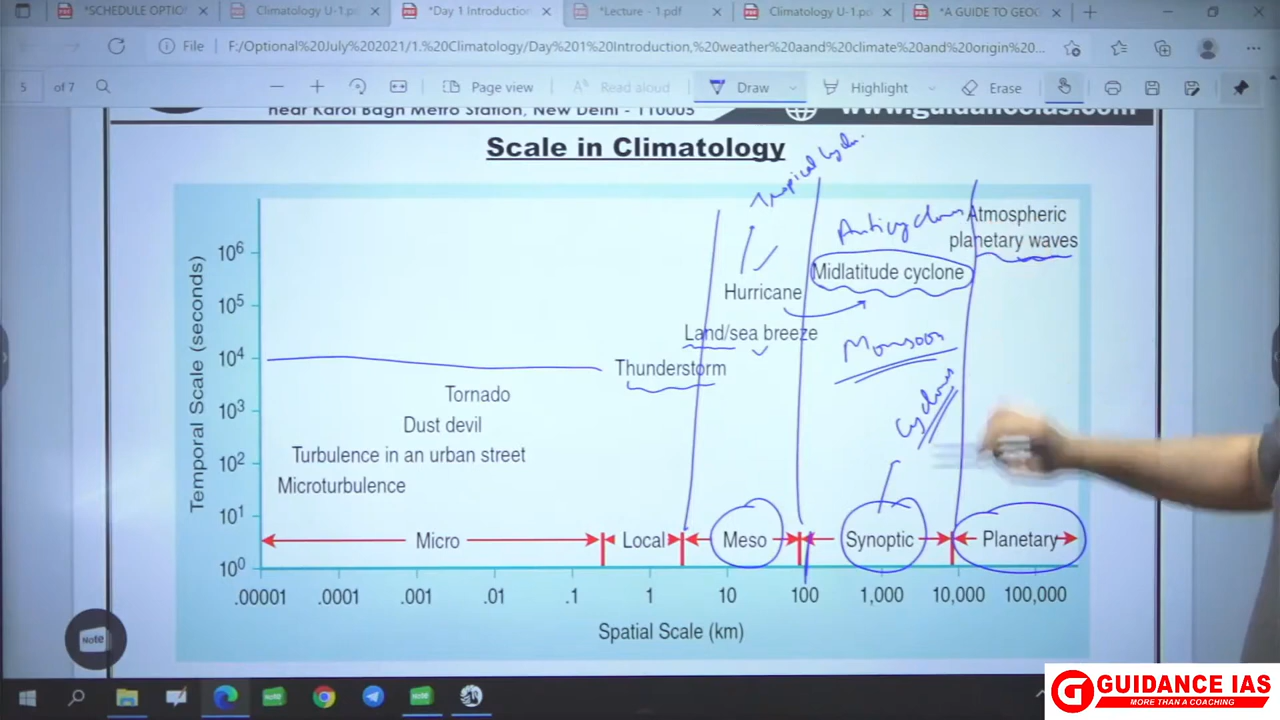 *SCHEDULE OPTIO
Climatology U-1.pd
*Day 1 Introduction
*Lecture - 1.pdf
Climatology U-1.pd
*A GUIDE TO GEOG
File
F:/Optional%20July%202021/1.%20Climatology/Day%201%20Introduction,%20weather%20aand%20climate%20and%20origin%20...
5 of 7
Page view
Read aloud
Draw
Highlight
Erase
near Karol Bagh Metro Station, New Delhi - 110005
www.guidanceias.com
Scale in Climatology
Tropical Cyclo.
Anticyclones
Atmospheric
planetary waves
Midlatitude cyclone
Hurricane
Land/sea breeze
Monsoon
Thunderstorm
Tornado
Cyclones
Dust devil
Turbulence in an urban street
Microturbulence
Temporal Scale (seconds)
10⁶
10⁵
10⁴
10³
10²
10¹
10⁰
Micro Local Meso Synoptic Planetary
.00001 .0001 .001 .01 .1 1 10 100 1,000 10,000 100,000
Spatial Scale (km)
Note
G GUIDANCE IAS
MORE THAN A COACHING